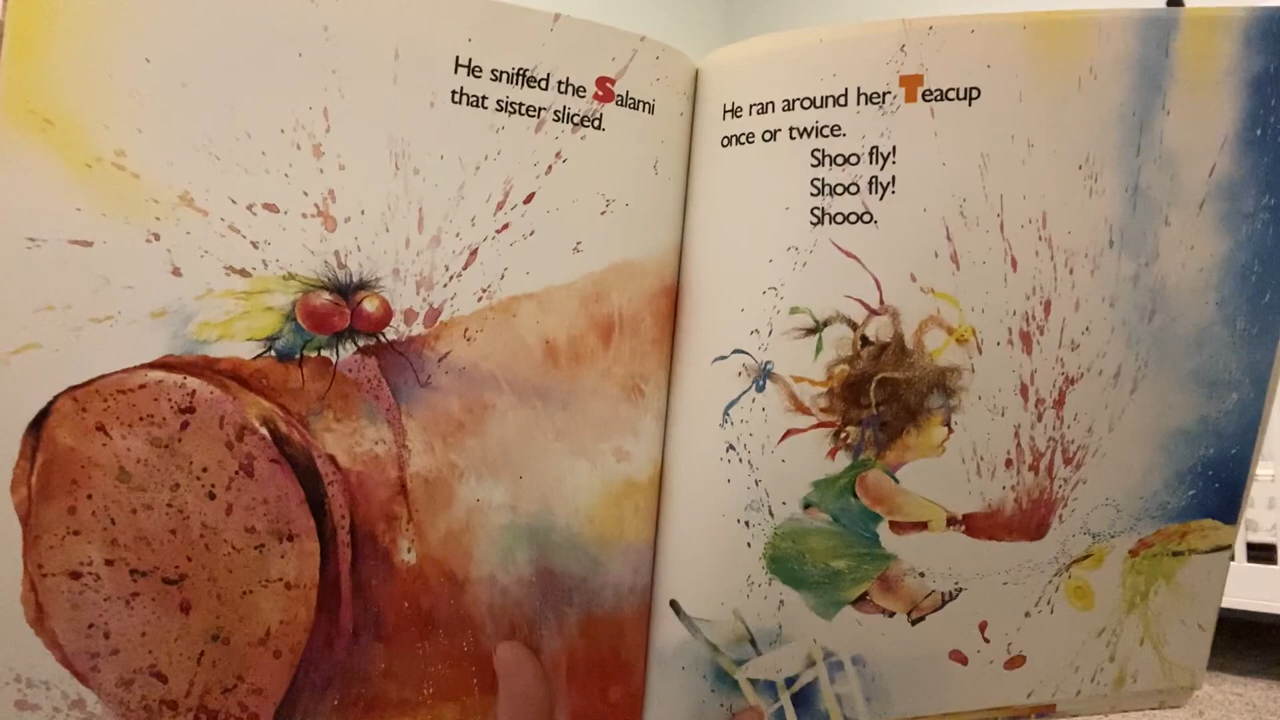 He sniffed the Salami
that sister sliced.
He ran around her Teacup
once or twice.
Shoo fly!
Shoo fly!
Shooo.